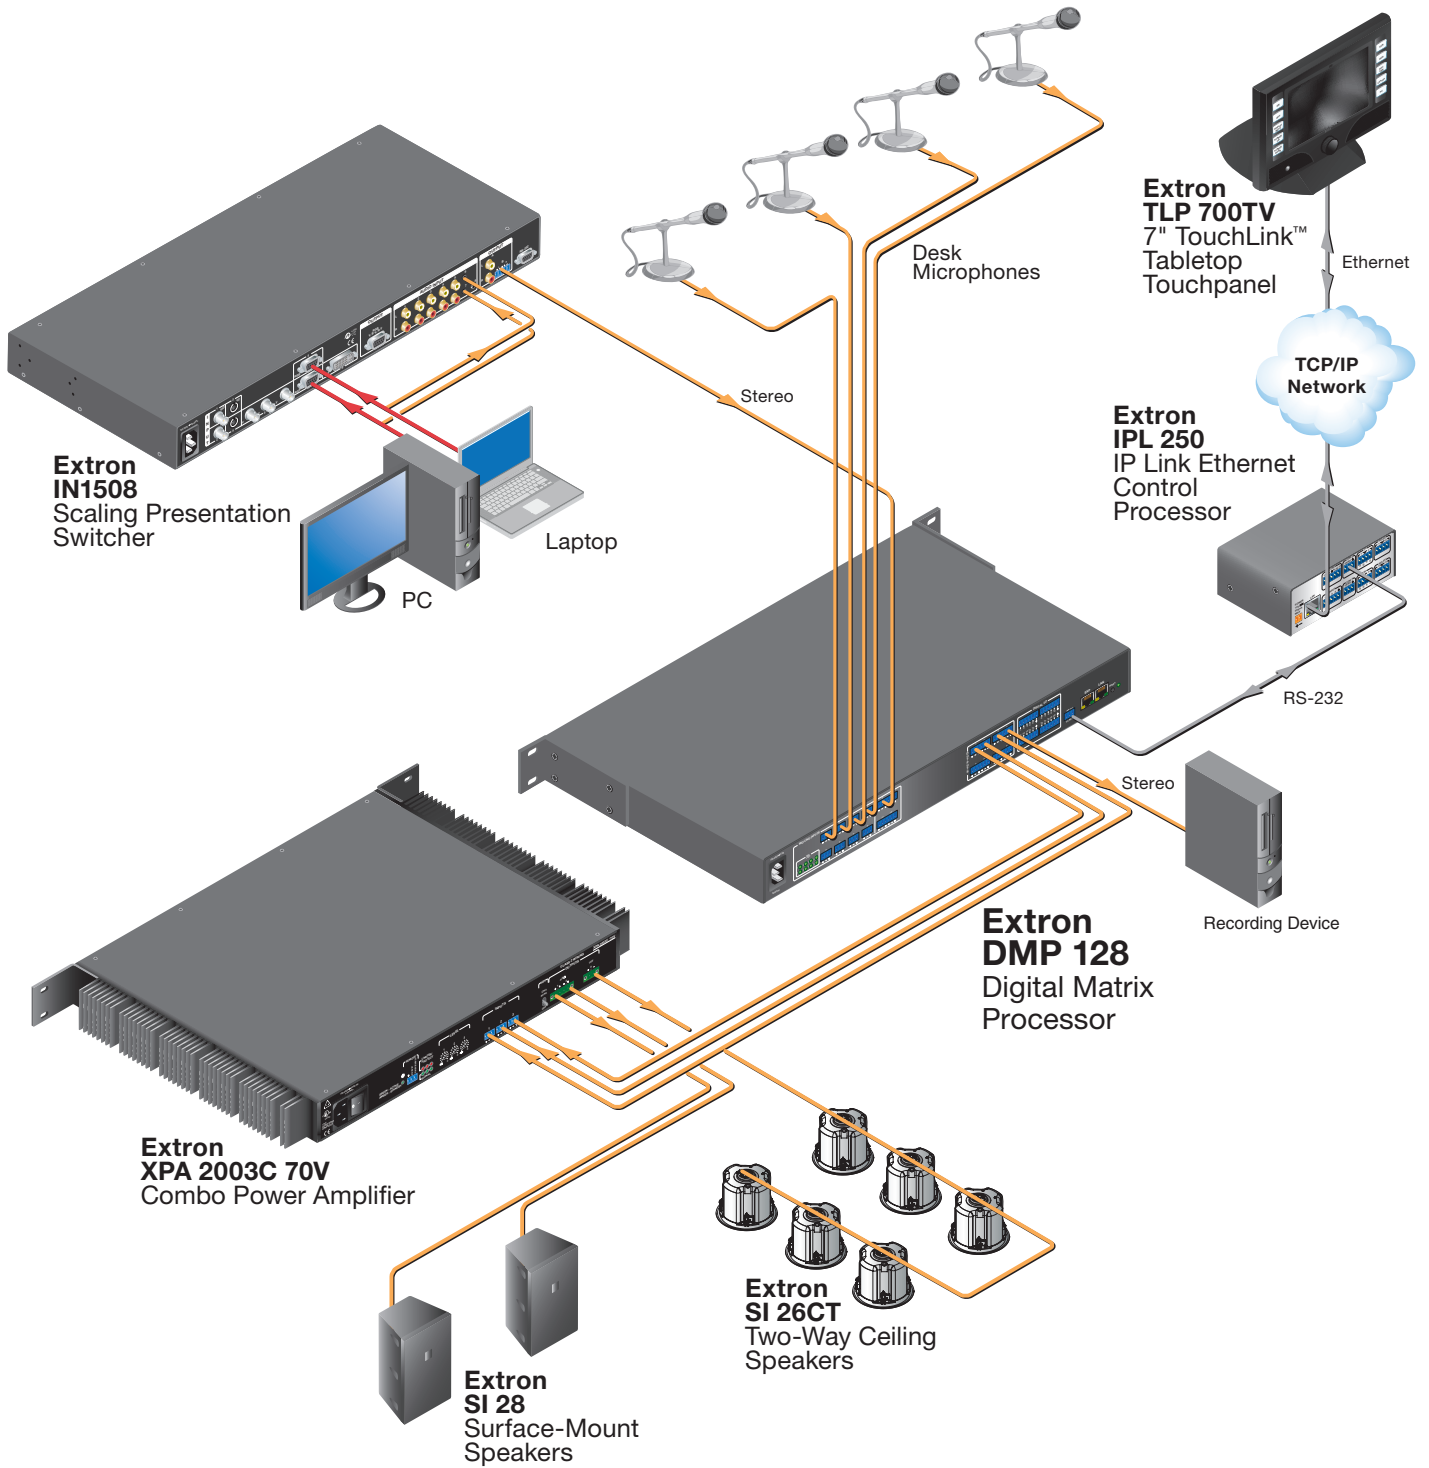 Extron
TLP 700TV
7" TouchLink™
Tabletop
Touchpanel
Ethernet
Desk
Microphones
TCP/IP
Network
Stereo
Extron
IPL 250
IP Link Ethernet
Control
Processor
Extron
IN1508
Scaling Presentation
Switcher
Laptop
PC
RS-232
Stereo
Recording Device
Extron
DMP 128
Digital Matrix
Processor
Extron
XPA 2003C 70V
Combo Power Amplifier
Extron
SI 26CT
Two-Way Ceiling
Speakers
Extron
SI 28
Surface-Mount
Speakers